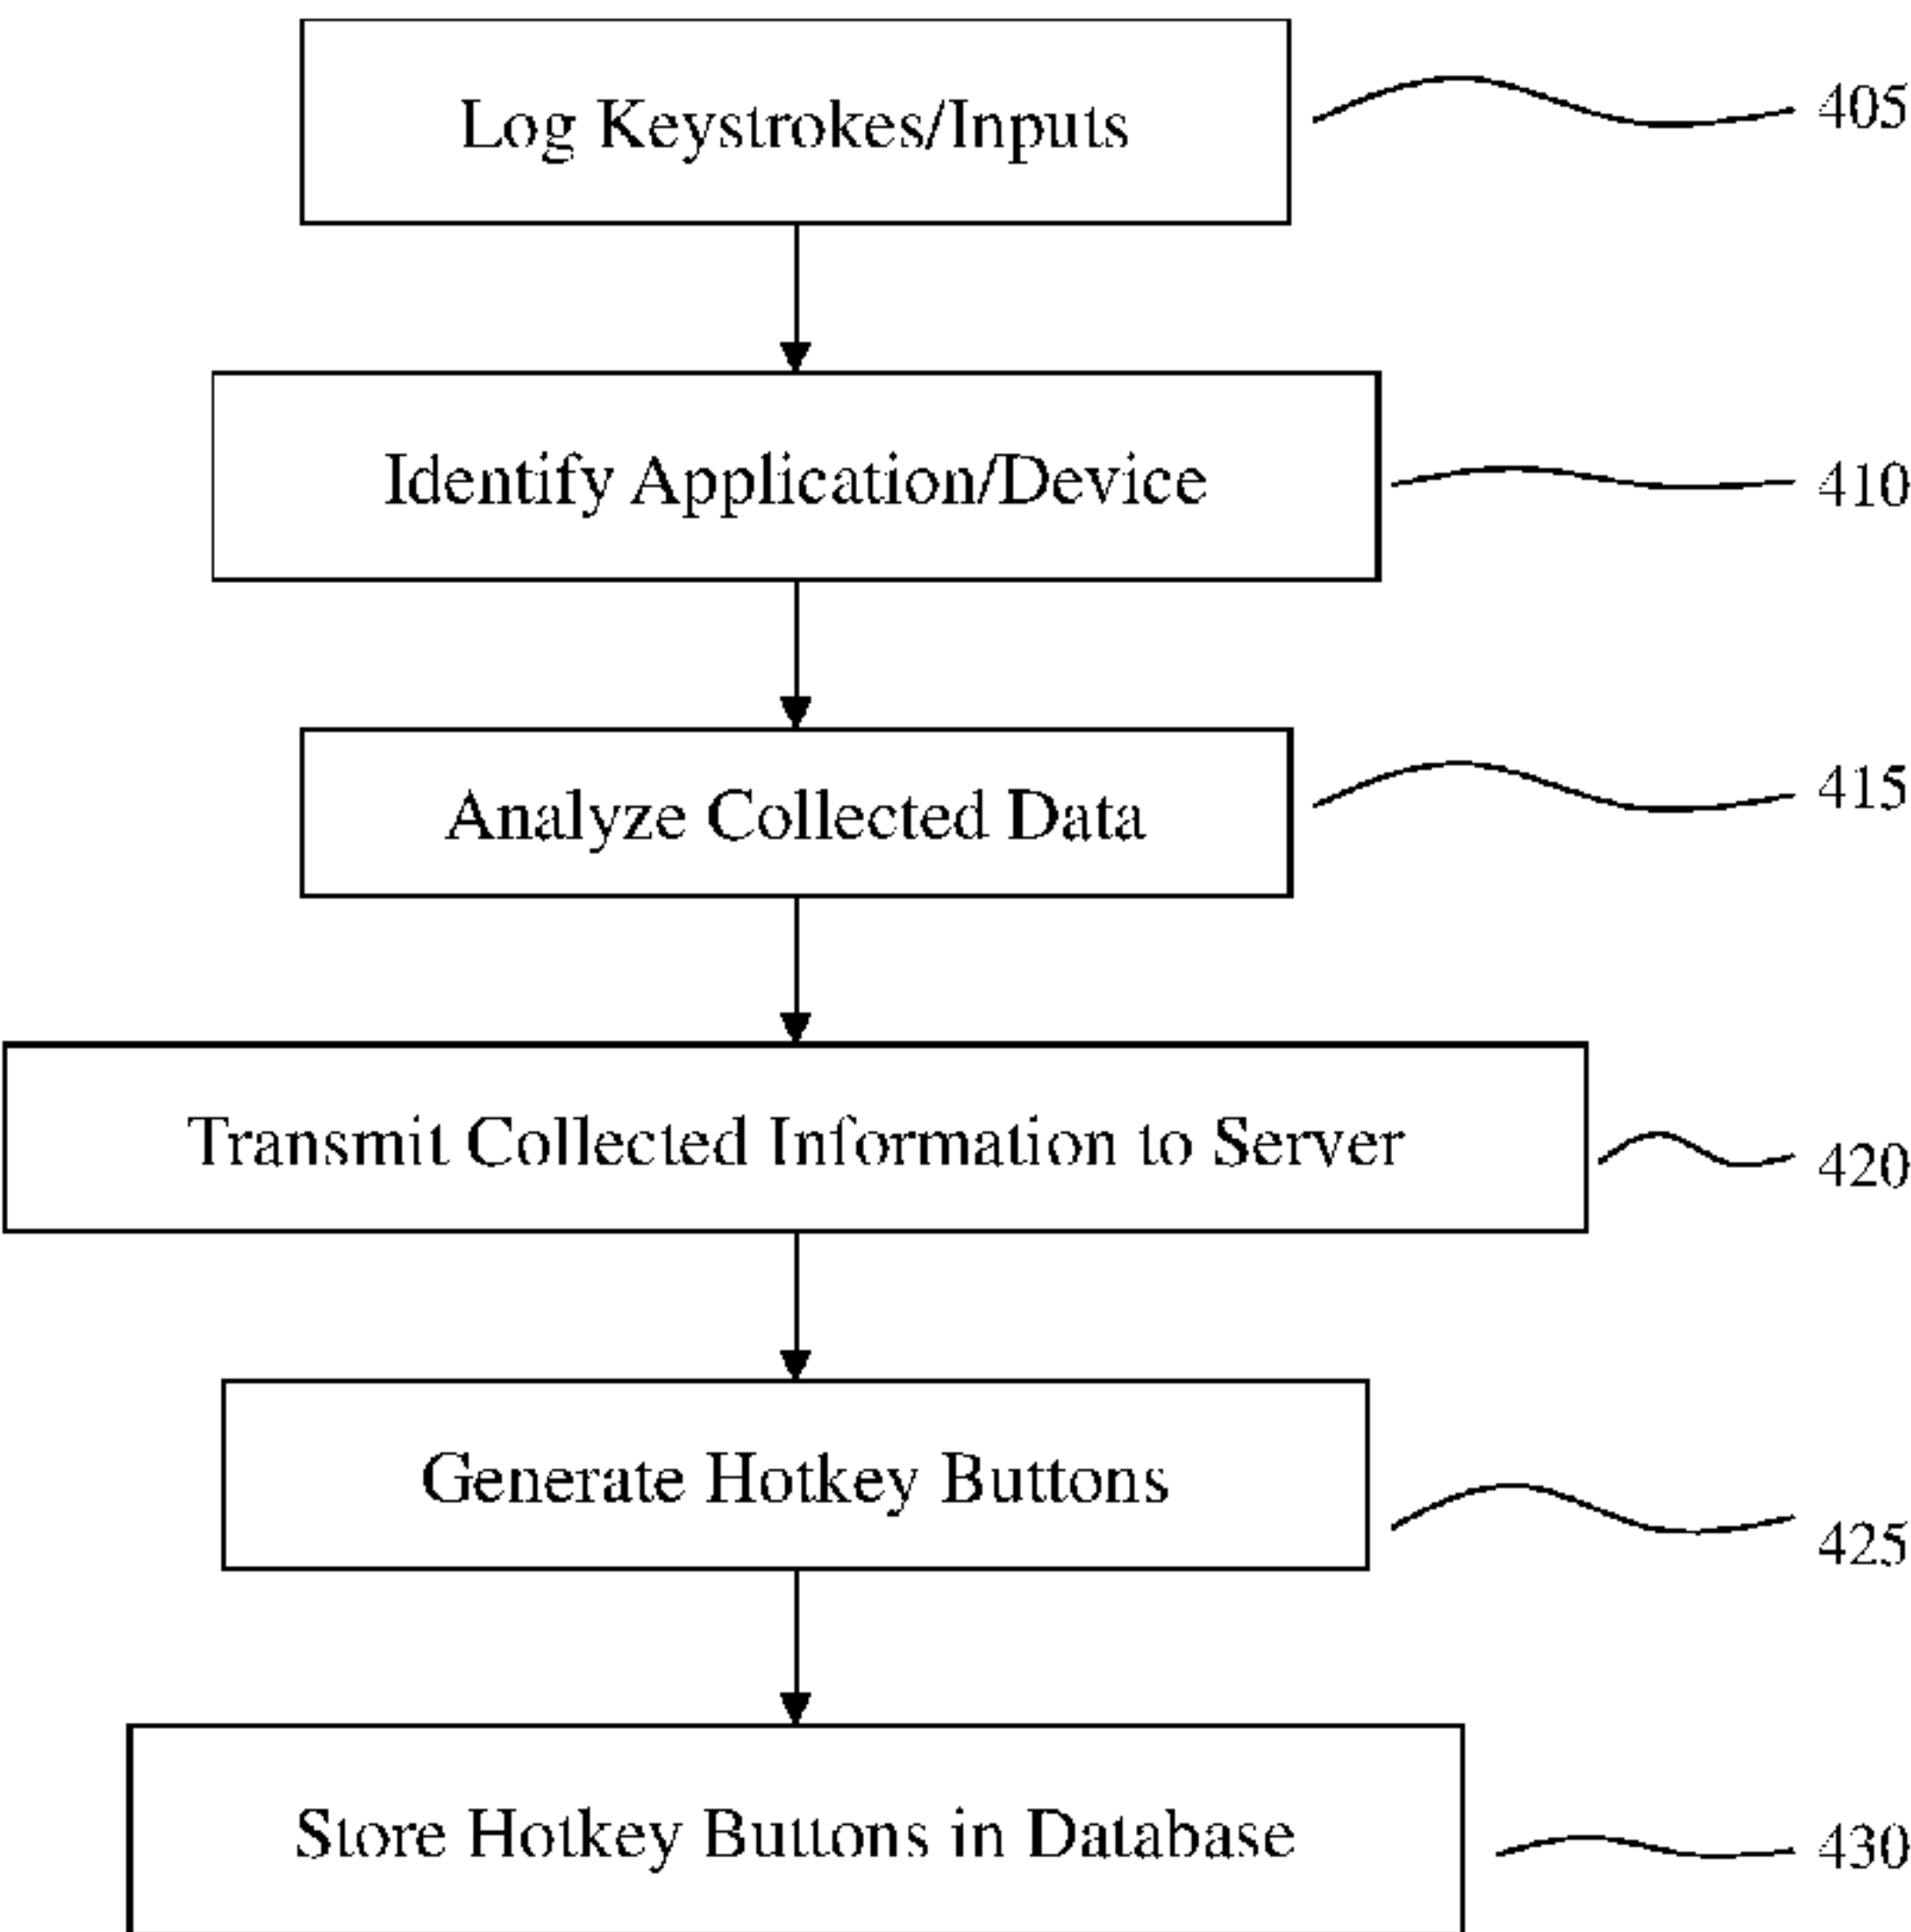 Log Keystrokes/Inputs
405
Identify Application/Device
410
Analyze Collected Data
415
Transmit Collected Information to Server
420
Generate Hotkey Buttons
425
Store Hotkey Buttons in Database
430